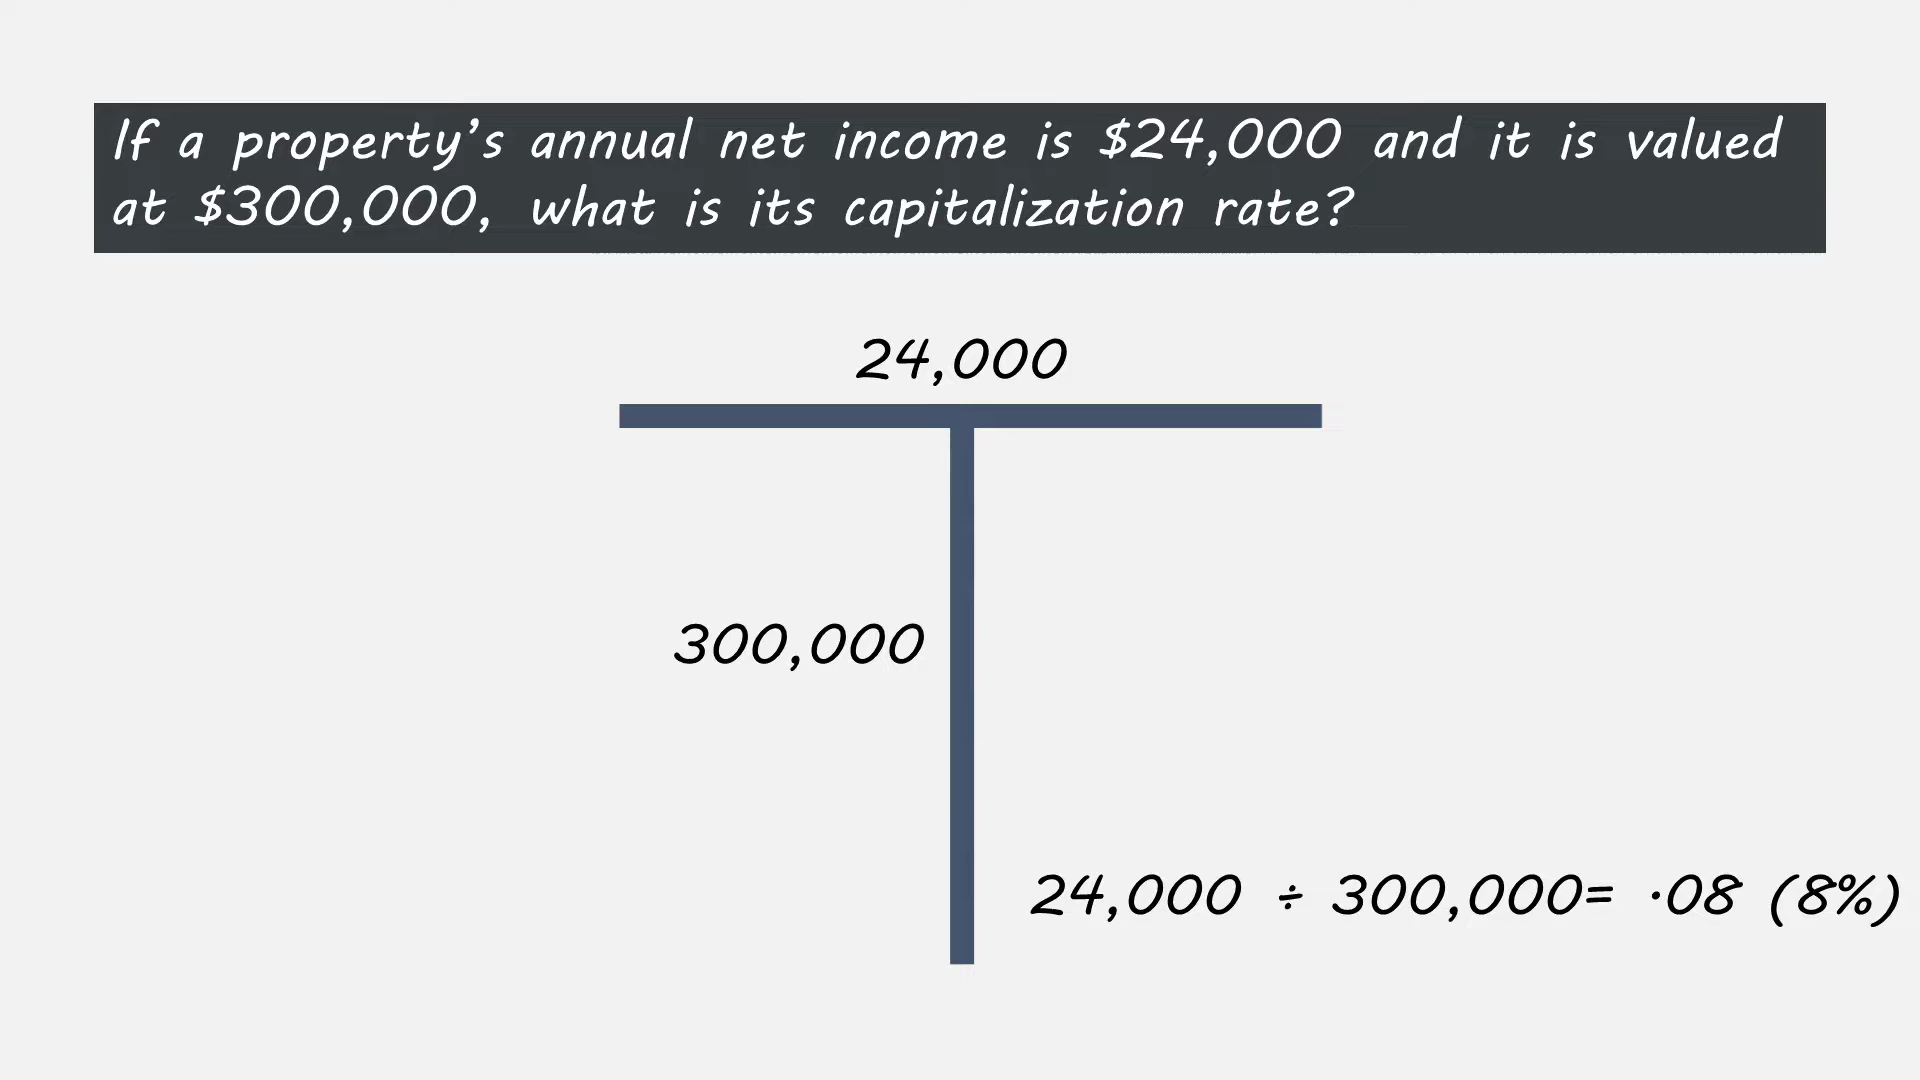 If a property’s annual net income is $24,000 and it is valued
at $300,000, what is its capitalization rate?
24,000
300,000
24,000 ÷ 300,000= .08 (8%)